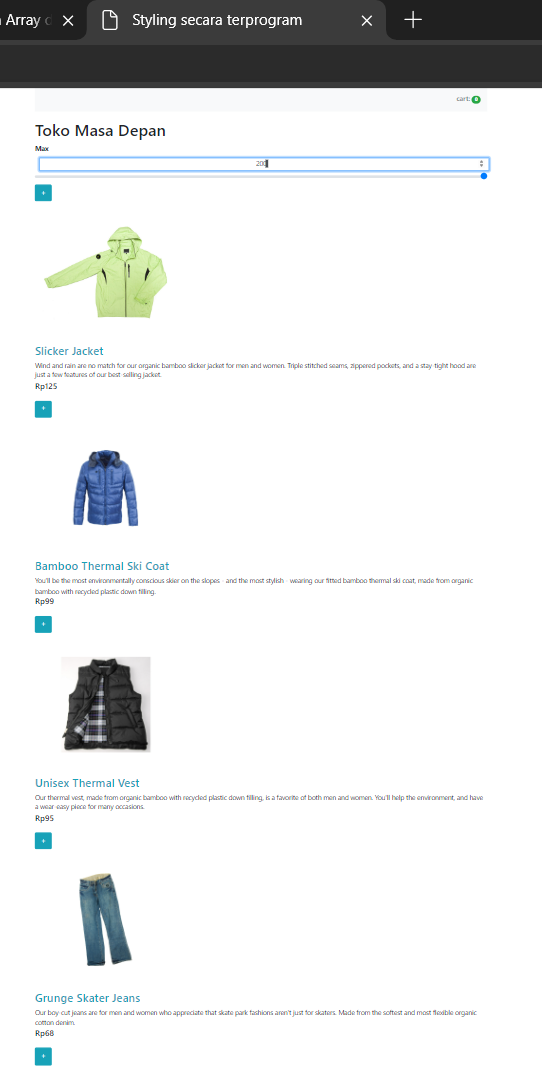 Array
Styling secara terprogram
cart: 0
Toko Masa Depan
Max
200
+
Slicker Jacket
Wind and rain are no match for our organic bamboo slicker jacket for men and women. Triple stitched seams, zippered pockets, and a stay-tight hood are
just a few features of our best-selling jacket.
Rp125
+
Bamboo Thermal Ski Coat
You'll be the most environmentally conscious skier on the slopes - and the most stylish - wearing our fitted bamboo thermal ski coat, made from organic
bamboo with recycled plastic down filling.
Rp99
+
Unisex Thermal Vest
Our thermal vest, made from organic bamboo with recycled plastic down filling, is a favorite of both men and women. You'll help the environment, and have
a wear-easy piece for many occasions.
Rp95
+
Grunge Skater Jeans
Our boy-cut jeans are for men and women who appreciate that skate park fashions aren't just for skaters. Made from the softest and most flexible organic
cotton denim.
Rp68
+